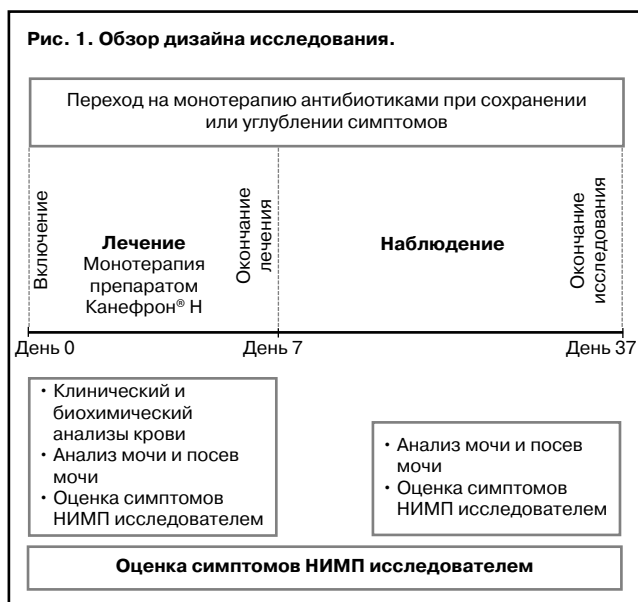 Рис. 1. Обзор дизайна исследования.
Переход на монотерапию антибиотиками при сохранении
или углублении симптомов
Включение
Лечение
Монотерапия
препаратом
Канефрон® Н
Окончание
лечения
Наблюдение
Окончание
исследования
День 0
День 7
День 37
• Клинический и
биохимический
анализы крови
• Анализ мочи и посев
мочи
• Оценка симптомов
НИМП исследователем
• Анализ мочи и посев
мочи
• Оценка симптомов
НИМП исследователем
Оценка симптомов НИМП исследователем